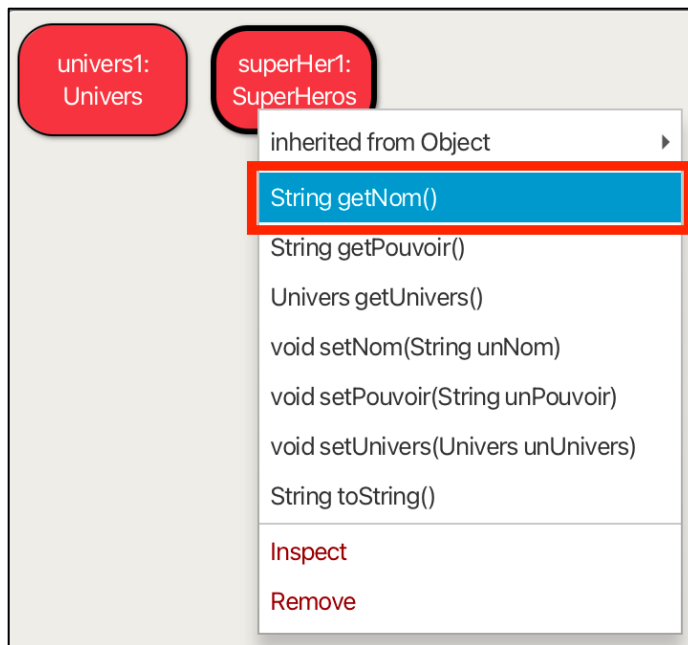 univers1:
Univers
superHer1:
SuperHeros
inherited from Object
String getNom()
String getPouvoir()
Univers getUnivers()
void setNom(String unNom)
void setPouvoir(String unPouvoir)
void setUnivers(Univers unUnivers)
String toString()
Inspect
Remove